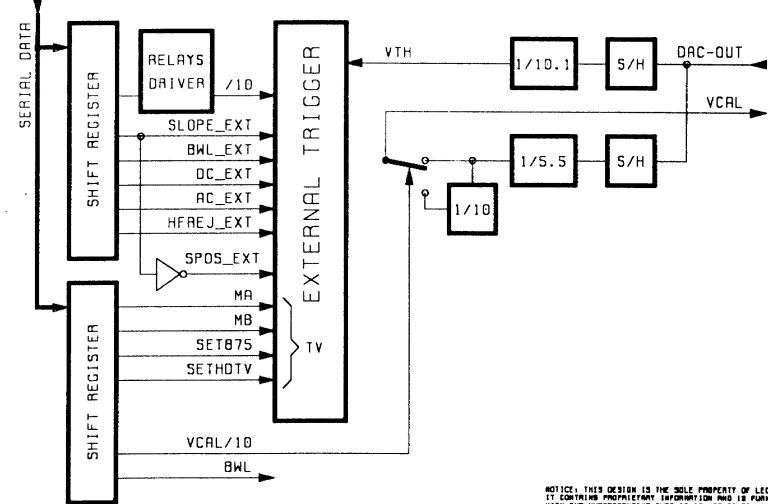 SERIAL DATA
SHIFT REGISTER
RELAYS
DRIVER
/10
SLOPE_EXT
BWL_EXT
DC_EXT
AC_EXT
HFREJ_EXT
SPOS_EXT
EXTERNAL TRIGGER
VTH
1/10.1
S/H
DAC-OUT
VCAL
1/5.5
S/H
1/10
SHIFT REGISTER
MA
MB
SET875
SETHDTV
TV
VCAL/10
BWL
NOTICE: THIS DESIGN IS THE SOLE PROPERTY OF LEC
IT CONTAINS PROPRIETARY INFORMATION AND IS FURN